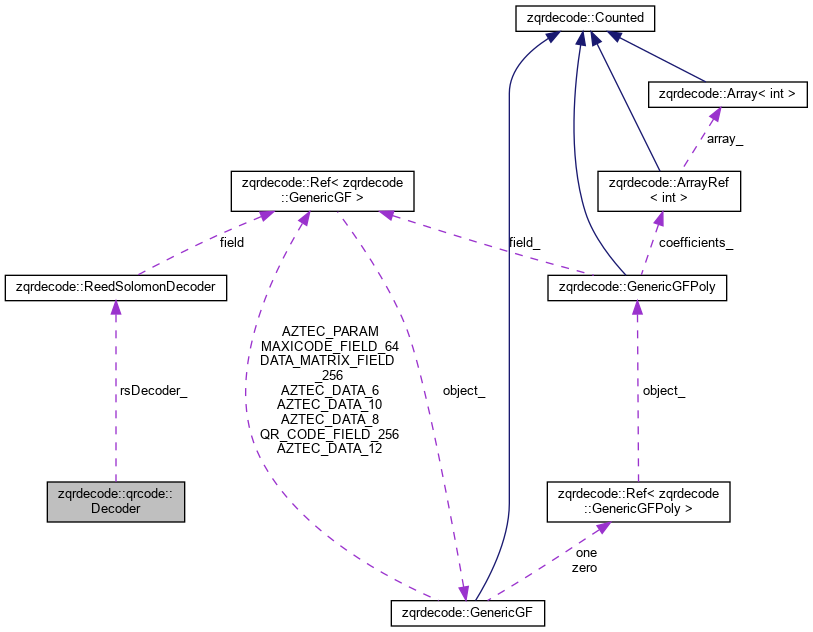 zqrdecode::Counted
zqrdecode::Array< int >
array_
zqrdecode::Ref< zqrdecode
::GenericGF >
zqrdecode::ArrayRef
< int >
field
field_
coefficients_
zqrdecode::ReedSolomonDecoder
zqrdecode::GenericGFPoly
AZTEC_PARAM
MAXICODE_FIELD_64
DATA_MATRIX_FIELD
_256
AZTEC_DATA_6
AZTEC_DATA_10
AZTEC_DATA_8
QR_CODE_FIELD_256
AZTEC_DATA_12
rsDecoder_
object_
object_
zqrdecode::qrcode::
Decoder
zqrdecode::Ref< zqrdecode
::GenericGFPoly >
one
zero
zqrdecode::GenericGF